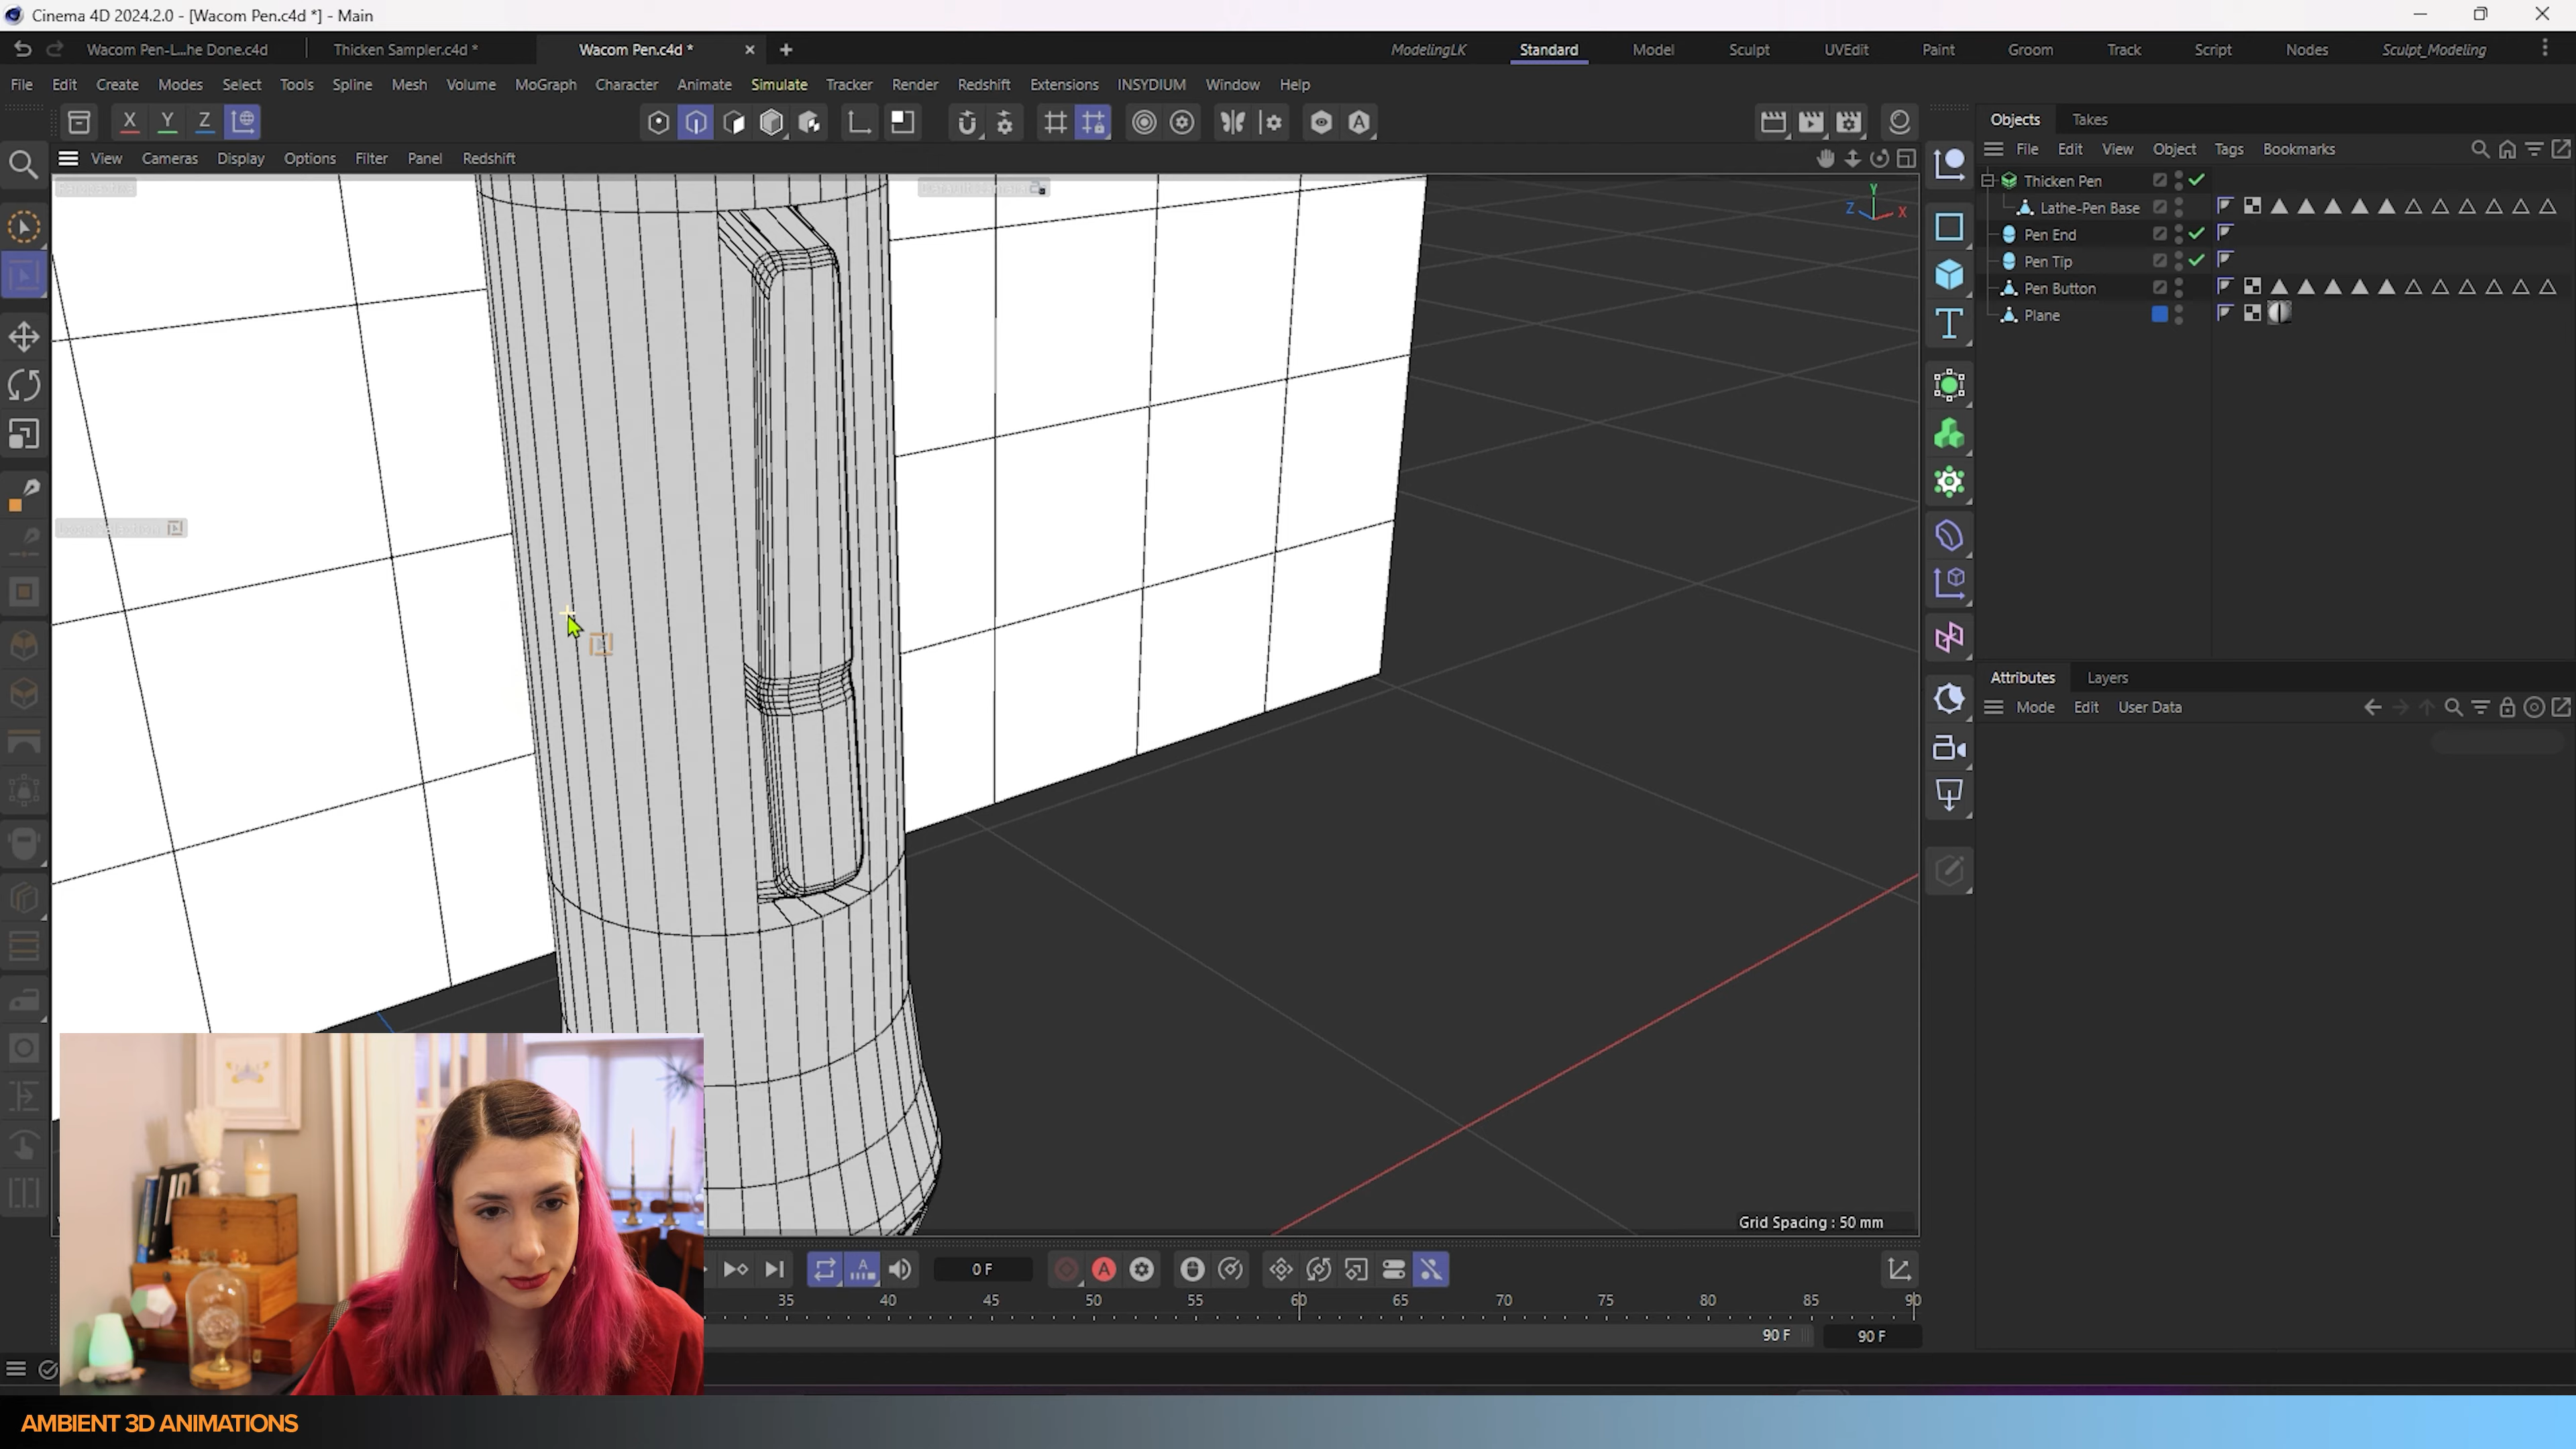 Cinema 4D 2024.2.0 - [Wacom Pen.c4d *] - Main
Wacom Pen-L...he Done.c4d
Thicken Sampler.c4d *
Wacom Pen.c4d *
ModelingLK
Standard
Model
Sculpt
UVEdit
Paint
Groom
Track
Script
Nodes
Sculpt_Modeling
File
Edit
Create
Modes
Select
Tools
Spline
Mesh
Volume
MoGraph
Character
Animate
Simulate
Tracker
Render
Redshift
Extensions
INSYDIUM
Window
Help
X
Y
Z
View
Cameras
Display
Options
Filter
Panel
Redshift
Y
Z
X
Objects
Takes
File
Edit
View
Object
Tags
Bookmarks
Thicken Pen
Lathe-Pen Base
Pen End
Pen Tip
Pen Button
Plane
Attributes
Layers
Mode
Edit
User Data
Grid Spacing : 50 mm
0 F
35
40
45
50
55
60
65
70
75
80
85
90
90 F
90 F
AMBIENT 3D ANIMATIONS